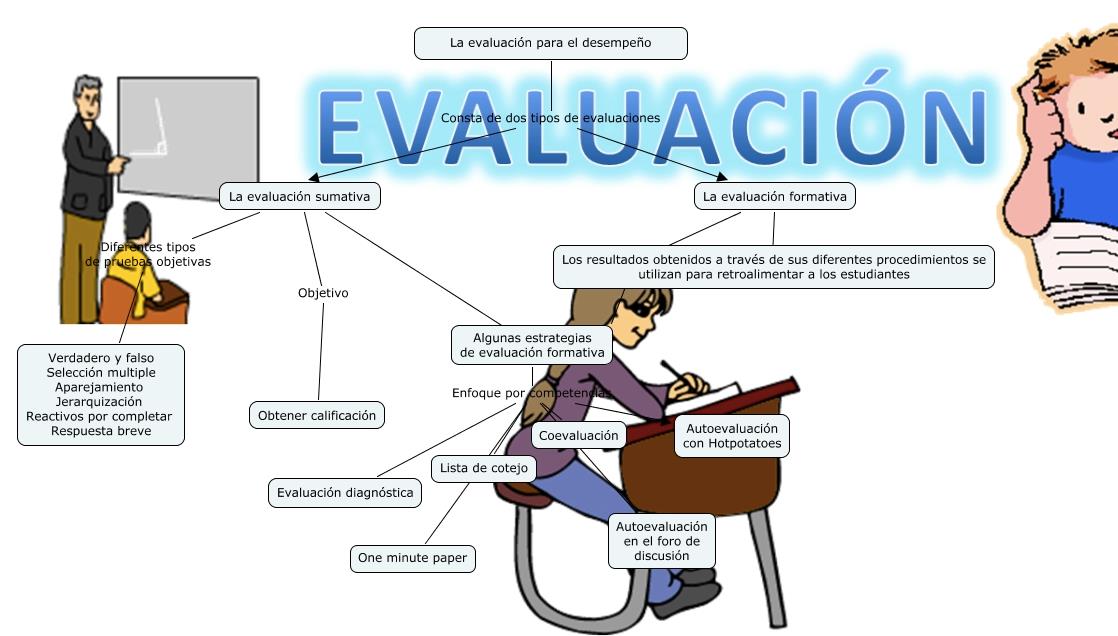 La evaluación para el desempeño
EVALUACIÓN
Consta de dos tipos de evaluaciones
La evaluación sumativa
La evaluación formativa
Diferentes tipos
de pruebas objetivas
Los resultados obtenidos a través de sus diferentes procedimientos se
utilizan para retroalimentar a los estudiantes
Objetivo
Algunas estrategias
de evaluación formativa
Verdadero y falso
Selección multiple
Aparejamiento
Jerarquización
Reactivos por completar
Respuesta breve
Enfoque por competencias
Obtener calificación
Coevaluación
Autoevaluación
con Hotpotatoes
Lista de cotejo
Evaluación diagnóstica
Autoevaluación
en el foro de
discusión
One minute paper